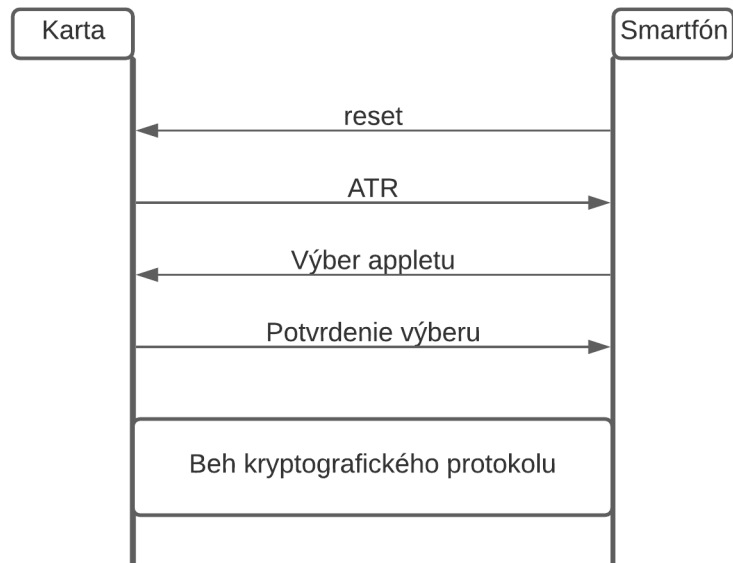 Karta
Smartfón
reset
ATR
Výber appletu
Potvrdenie výberu
Beh kryptografického protokolu